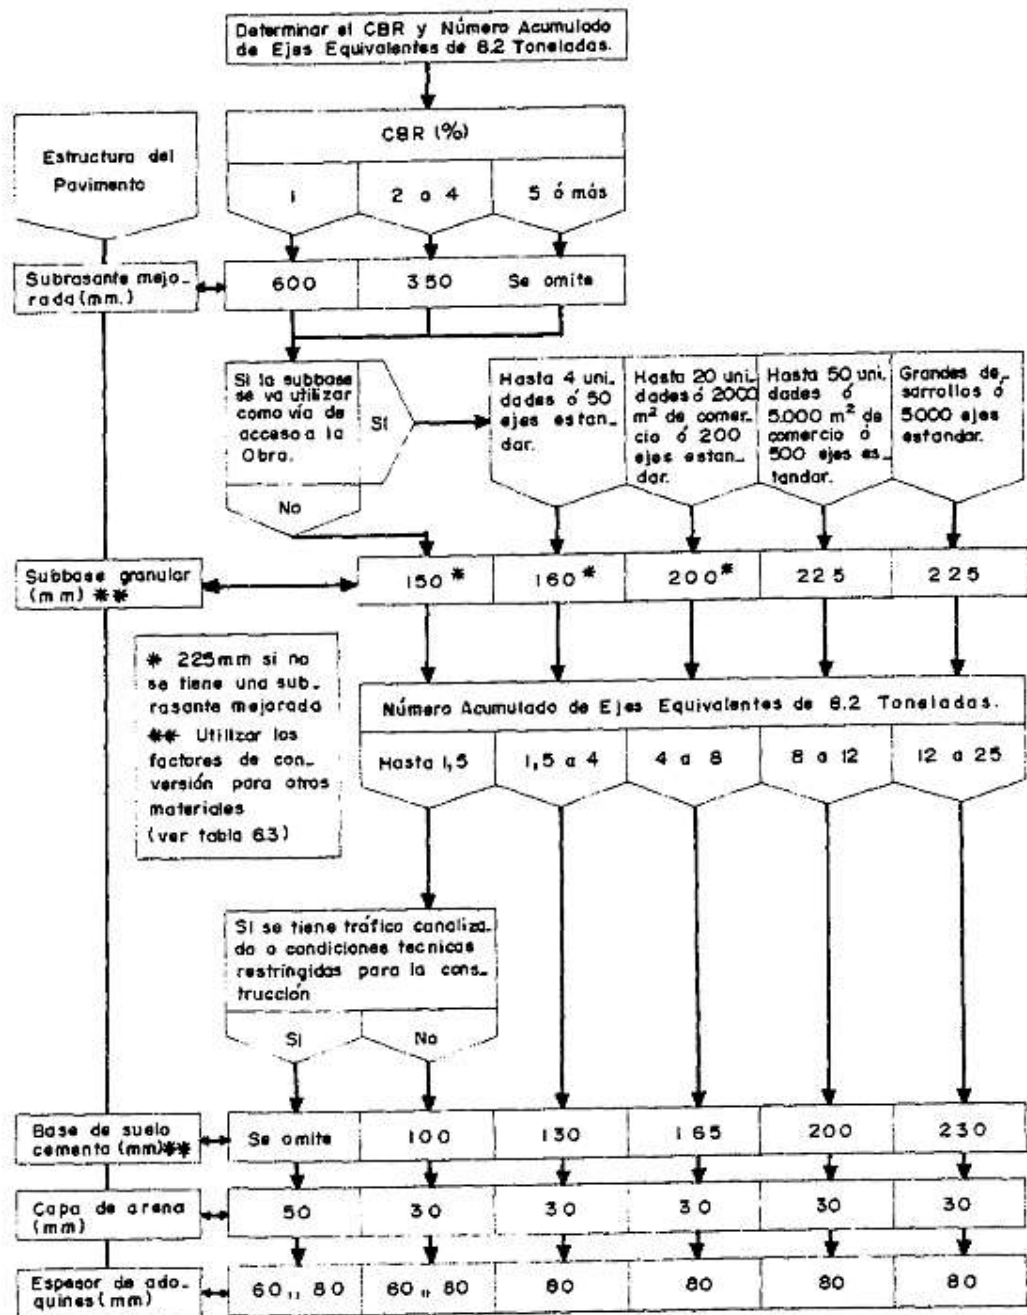 Determinar el CBR y Número Acumulado
de Ejes Equivalentes de 8.2 Toneladas.
Estructura del
Pavimento
CBR (%)
1
2 a 4
5 ó más
Subrasante mejo_
rada (mm.)
600
350
Se omite
Si la subbase
se va utilizar
como vía de
acceso a la
Obra.
Si
No
Hasta 4 uni_
dades ó 50
ejes estan_
dar.
Hasta 20 uni_
dades ó 2000
m² de comer_
cio ó 200
ejes estan_
dar.
Hasta 50 uni_
dades ó
5.000 m² de
comercio ó
500 ejes es_
tandar.
Grandes de_
sarrollos ó
5000 ejes
estandar.
Subbase granular
(mm) **
150 *
160 *
200 *
225
225
* 225mm si no
se tiene una sub_
rasante mejorada
** Utilizar los
factores de con_
versión para otros
materiales
(ver tabla 6.3)
Número Acumulado de Ejes Equivalentes de 8.2 Toneladas.
Hasta 1,5
1,5 a 4
4 a 8
8 a 12
12 a 25
Si se tiene tráfico canaliza_
do o condiciones tecnicas
restringidas para la cons_
trucción
Si
No
Base de suelo
cemento (mm) **
Se omite
100
130
165
200
230
Capa de arena
(mm)
50
30
30
30
30
30
Espesor de ado_
quines (mm)
60 ,, 80
60 ,, 80
80
80
80
80